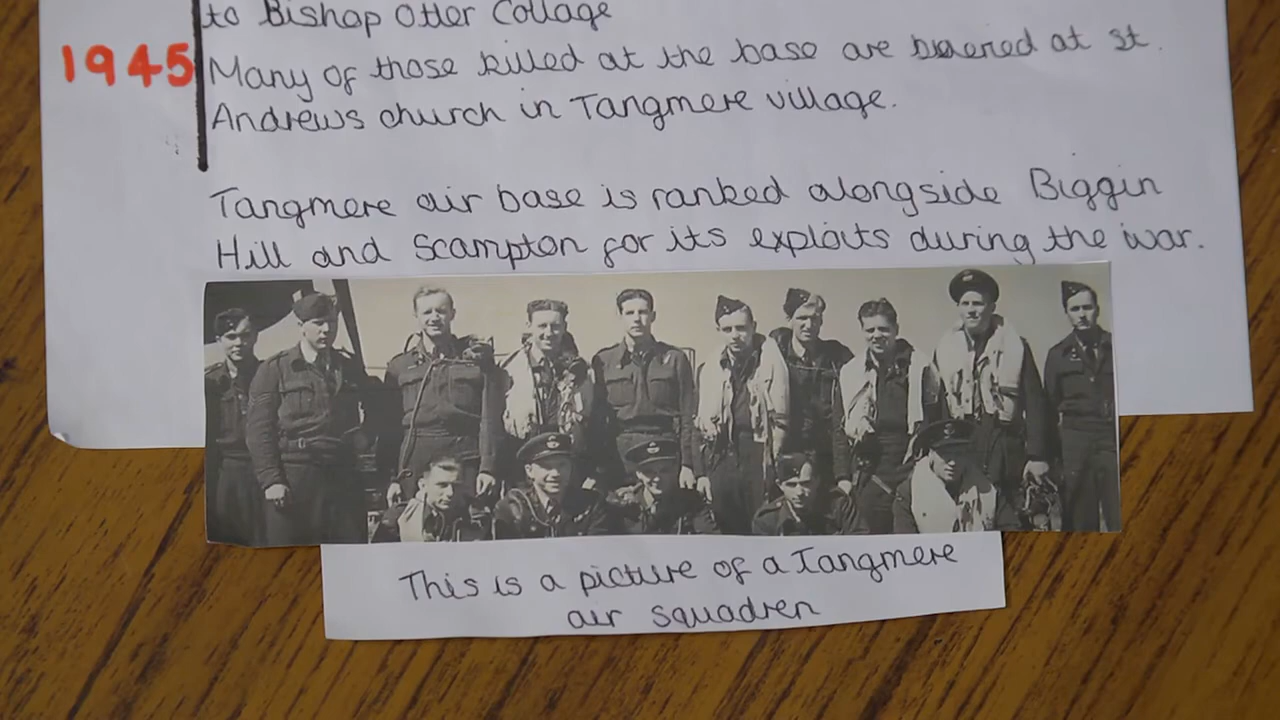 to Bishop Otter Collage
1945 Many of those killed at the base are at st.
Andrews church in Tangmere village.
Tangmere air base is ranked alongside Biggin
Hill and Scampton for its exploits during the war.
This is a picture of a Tangmere
air squadren